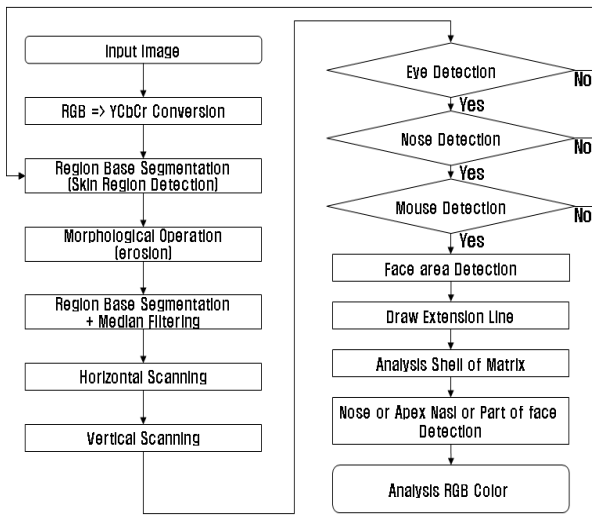 Input Image
RGB => YCbCr Conversion
Region Base Segmentation
(Skin Region Detection)
Morphological Operation
(erosion)
Region Base Segmentation
+ Median Filtering
Horizontal Scanning
Vertical Scanning
Eye Detection
No
Yes
Nose Detection
No
Yes
Mouse Detection
No
Yes
Face area Detection
Draw Extension Line
Analysis Shell of Matrix
Nose or Apex Nasl or Part of face
Detection
Analysis RGB Color